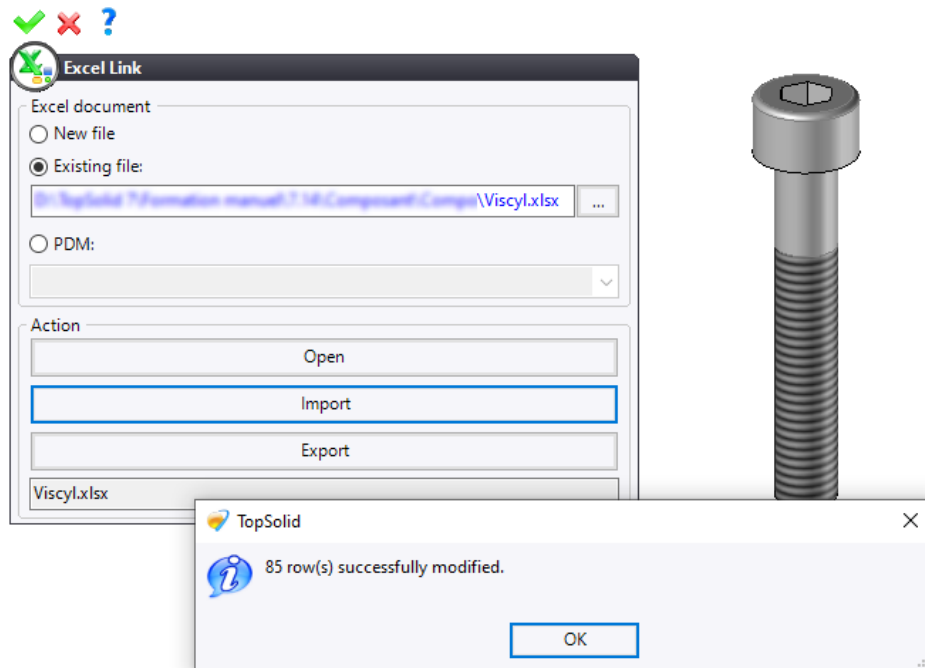 ?
Excel Link
Excel document
New file
Existing file:
\Viscyl.xlsx
...
PDM:
Action
Open
Import
Export
Viscyl.xlsx
TopSolid
85 row(s) successfully modified.
OK